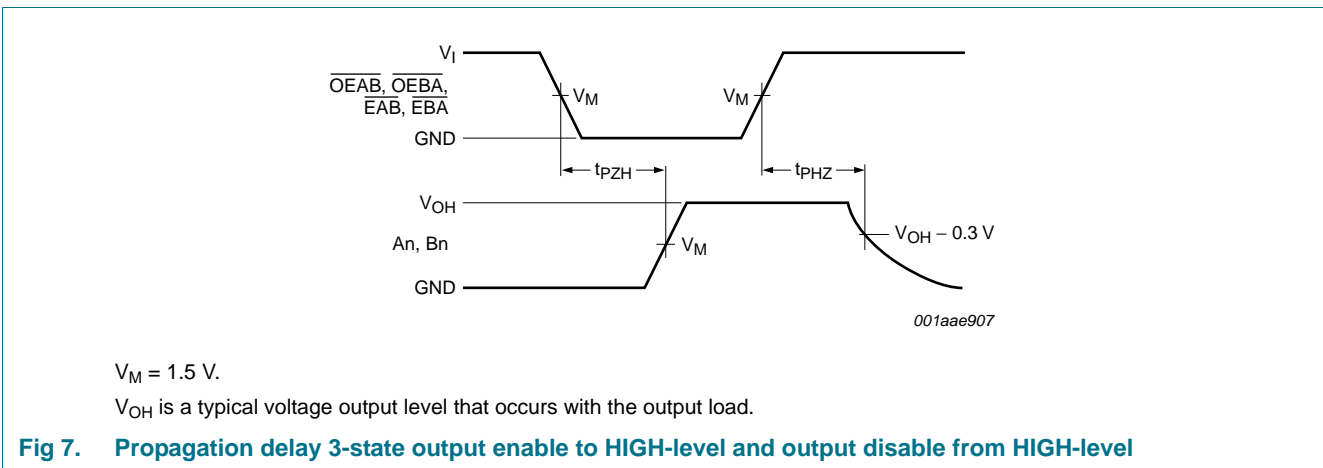 VI
OEAB, OEBA,
EAB, EBA
VM
VM
GND
tPZH
tPHZ
VOH
VOH − 0.3 V
An, Bn
VM
GND
001aae907
VM = 1.5 V.
VOH is a typical voltage output level that occurs with the output load.
Fig 7. Propagation delay 3-state output enable to HIGH-level and output disable from HIGH-level